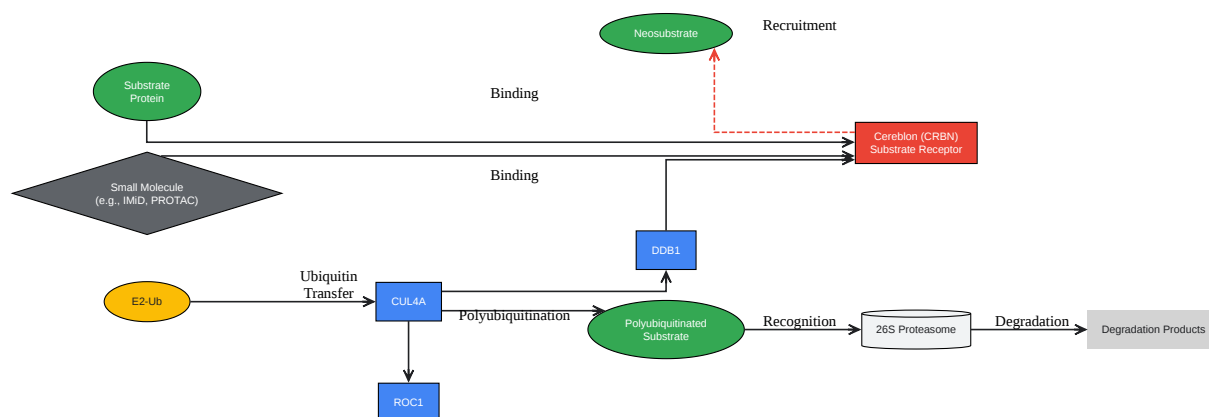 Recruitment
Neosubstrate
Substrate
Protein
Binding
Cereblon (CRBN)
Substrate Receptor
Binding
Small Molecule
(e.g., IMiD, PROTAC)
DDB1
Ubiquitin
Transfer
E2-Ub
CUL4A
Polyubiquitination
Polyubiquitinated
Substrate
Recognition
26S Proteasome
Degradation
Degradation Products
ROC1